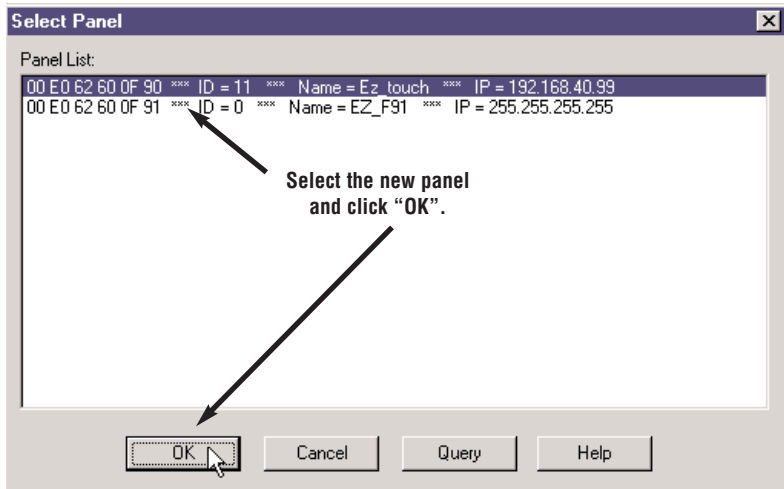 Select Panel
Panel List:
00 E0 62 60 0F 90 *** ID = 11 *** Name = Ez_touch *** IP = 192.168.40.99
00 E0 62 60 0F 91 *** ID = 0 *** Name = EZ_F91 *** IP = 255.255.255.255
Select the new panel
and click “OK”.
OK Cancel Query Help